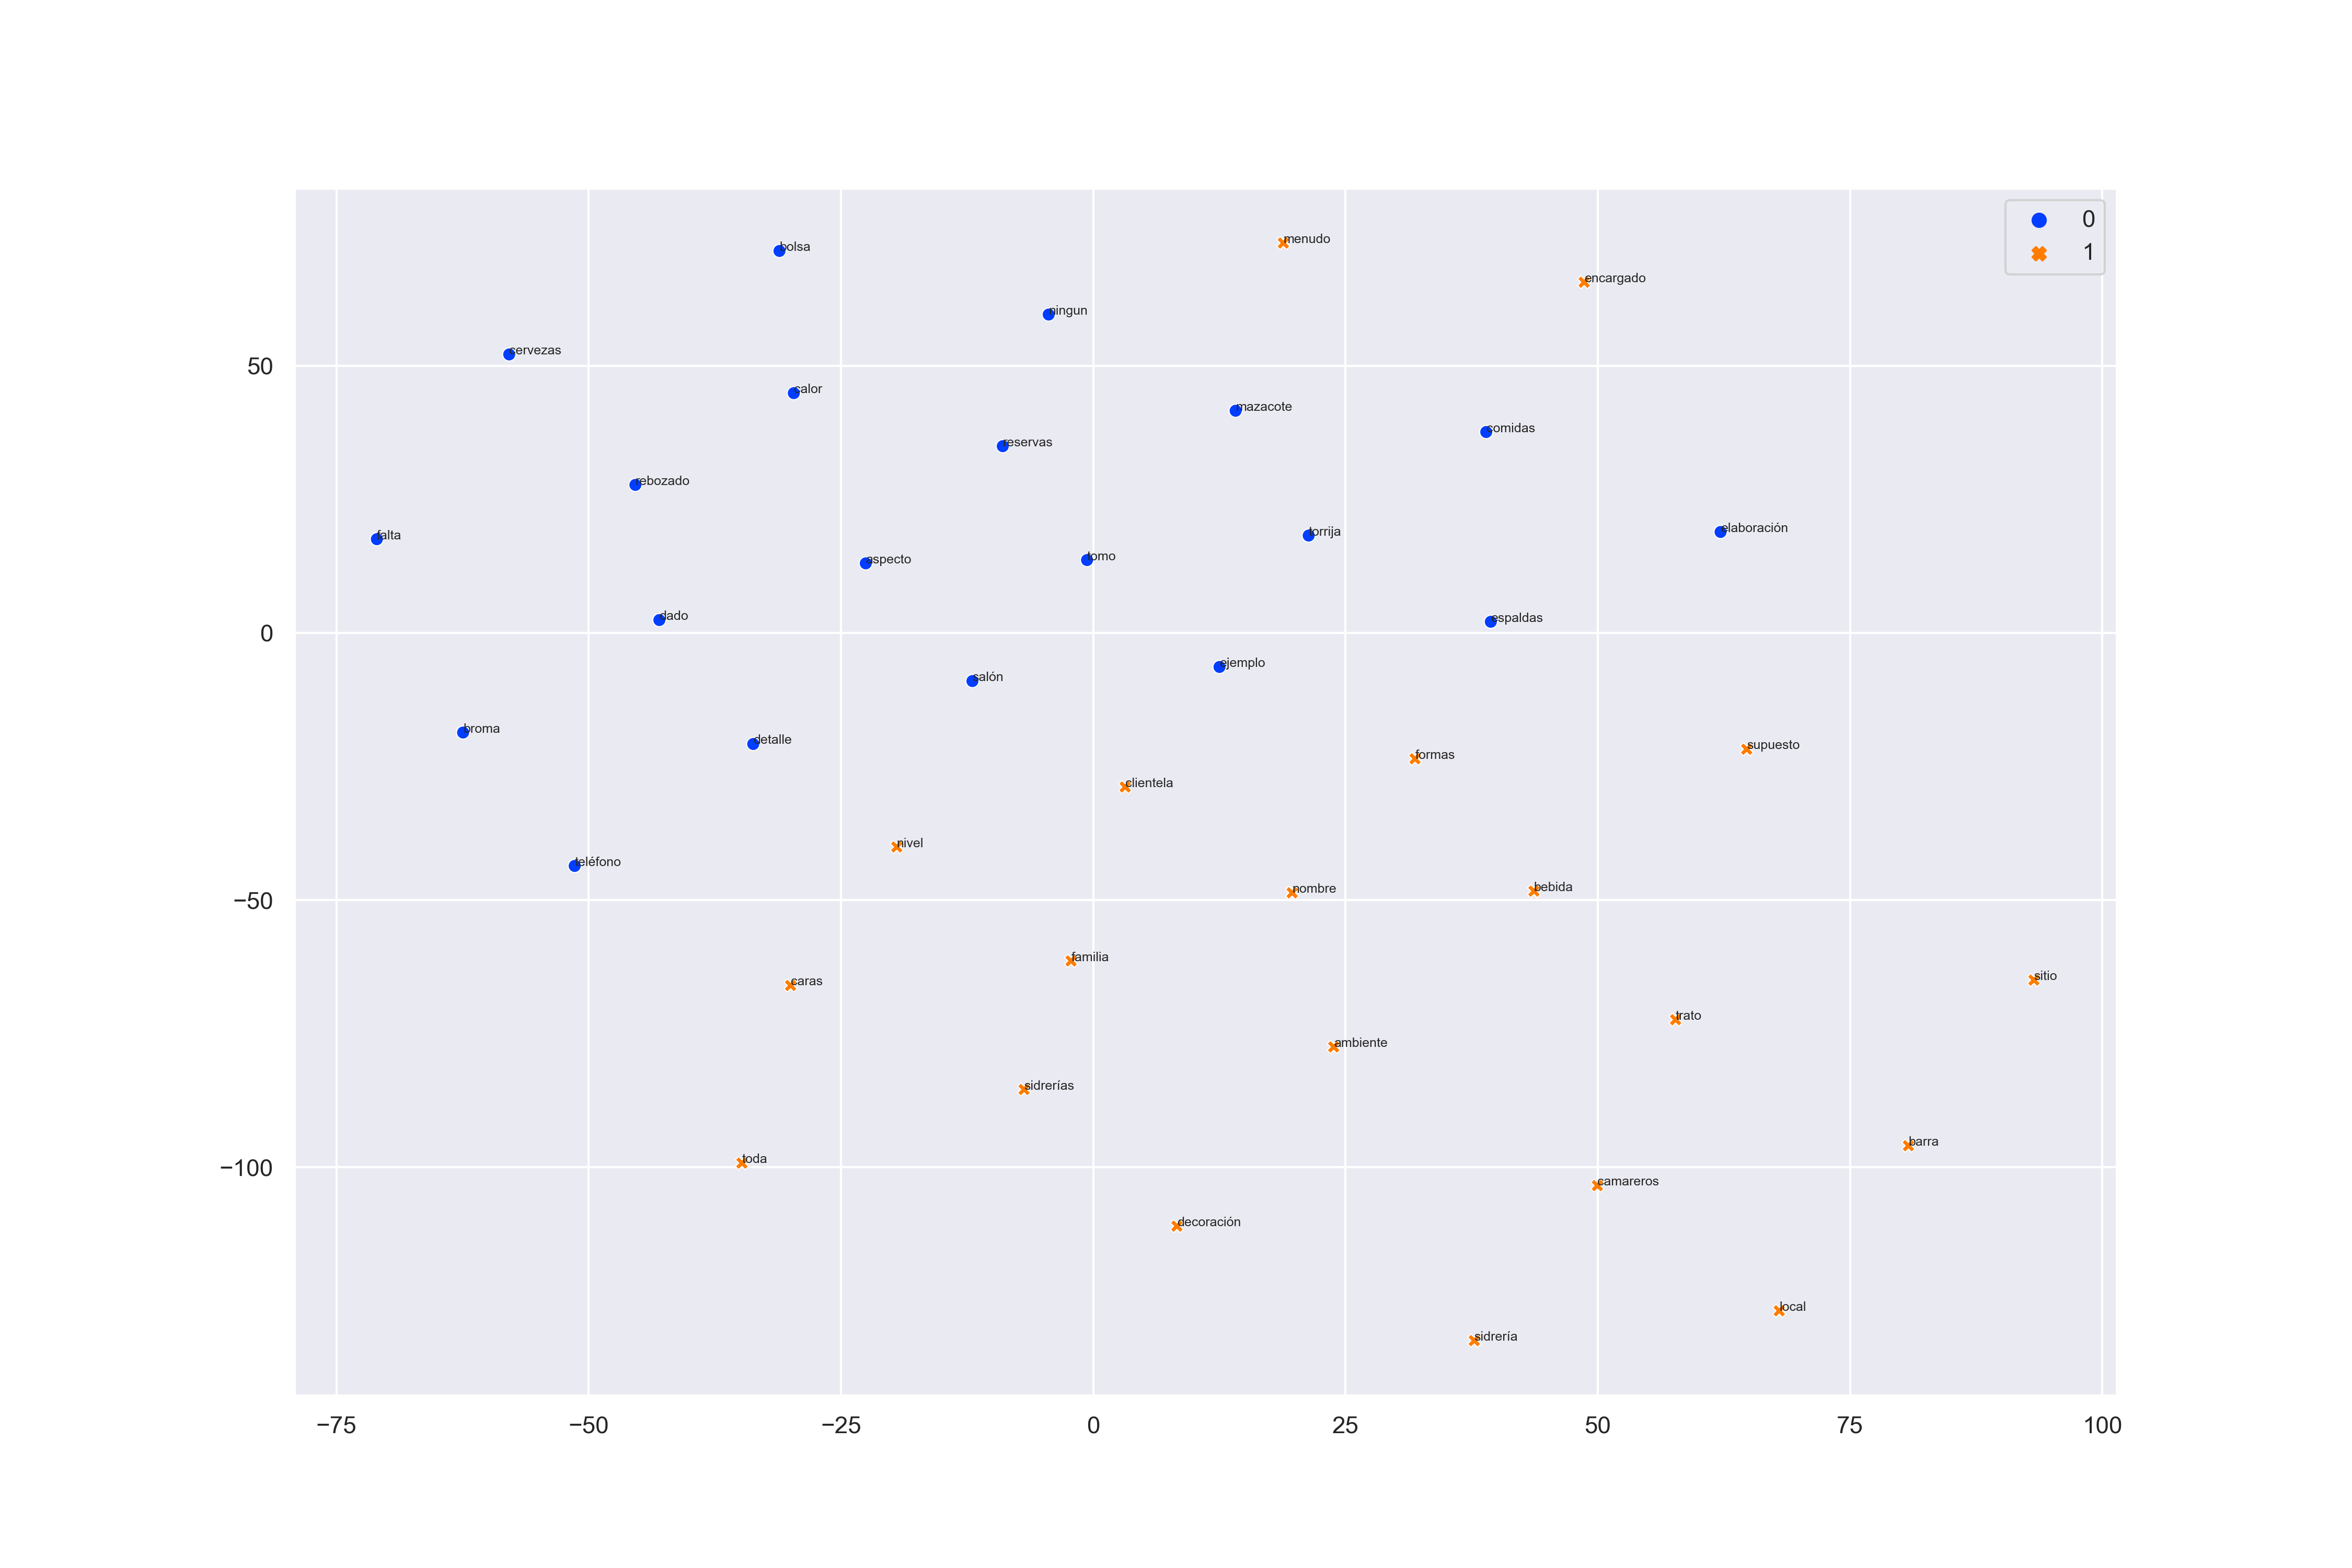 0
1
menudo
bolsa
encargado
ningun
cervezas
50
calor
mazacote
comidas
reservas
rebozado
elaboración
torrija
falta
tomo
aspecto
dado
espaldas
0
ejemplo
salón
broma
detalle
supuesto
formas
clientela
nivel
teléfono
bebida
nombre
−50
familia
sitio
caras
trato
ambiente
sidrerías
barra
toda
−100
camareros
decoración
local
sidrería
−75
−50
−25
0
25
50
75
100